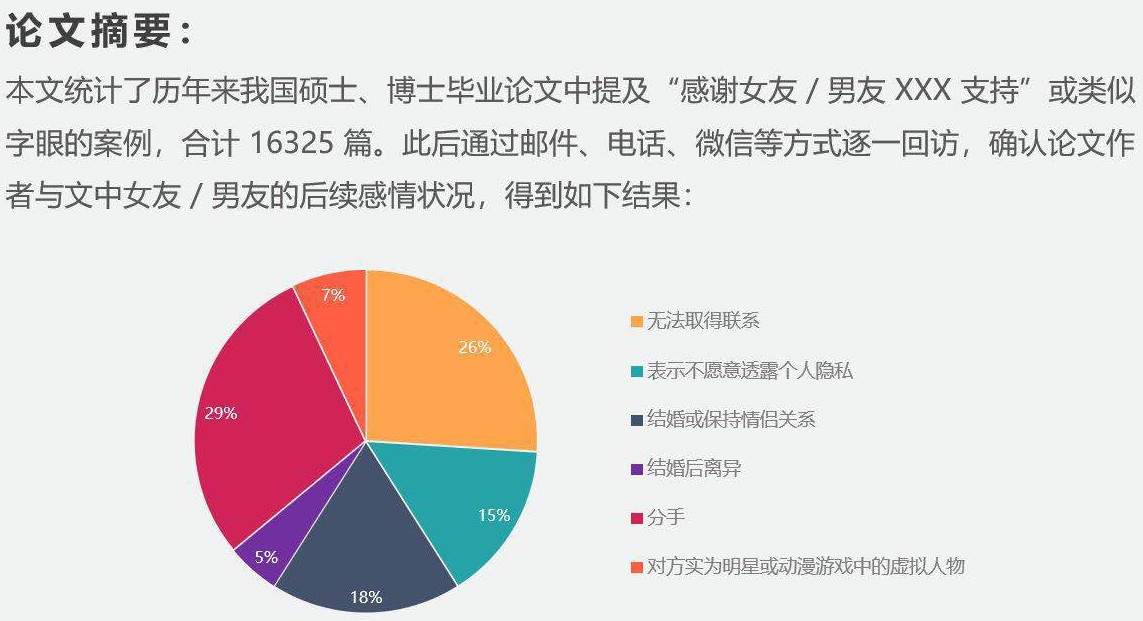 论文摘要：
本文统计了历年来我国硕士、博士毕业论文中提及“感谢女友 / 男友 XXX 支持”或类似
字眼的案例，合计 16325 篇。此后通过邮件、电话、微信等方式逐一回访，确认论文作
者与文中女友 / 男友的后续感情状况，得到如下结果：
7%
26%
无法取得联系
表示不愿意透露个人隐私
29%
结婚或保持情侣关系
结婚后离异
15%
分手
5%
对方实为明星或动漫游戏中的虚拟人物
18%